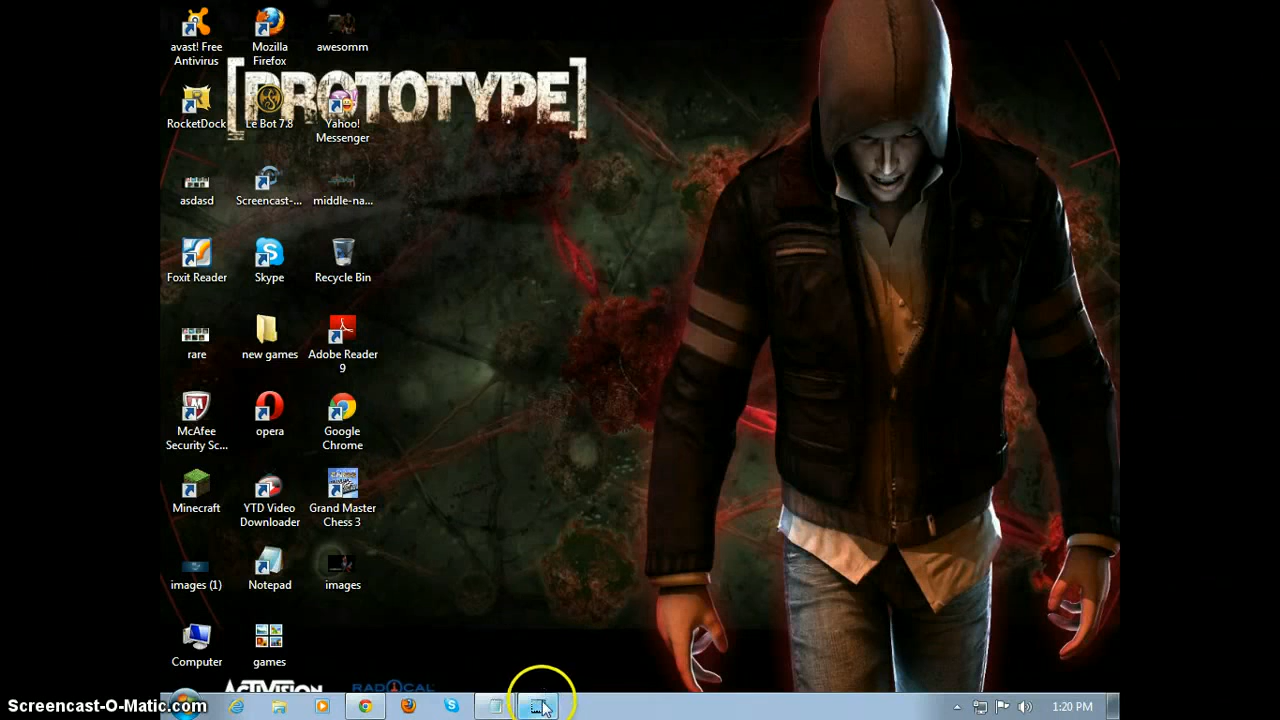 avast! Free
Antivirus
Mozilla
Firefox
awesomm
[PROTOTYPE]
RocketDock
Le Bot 7.8
Yahoo!
Messenger
asdasd
Screencast-...
middle-na...
Foxit Reader
Skype
Recycle Bin
rare
new games
Adobe Reader
9
McAfee
Security Sc...
opera
Google
Chrome
Minecraft
YTD Video
Downloader
Grand Master
Chess 3
images (1)
Notepad
images
Computer
games
ACTIVISION
RADICAL
Screencast-O-Matic.com
1:20 PM